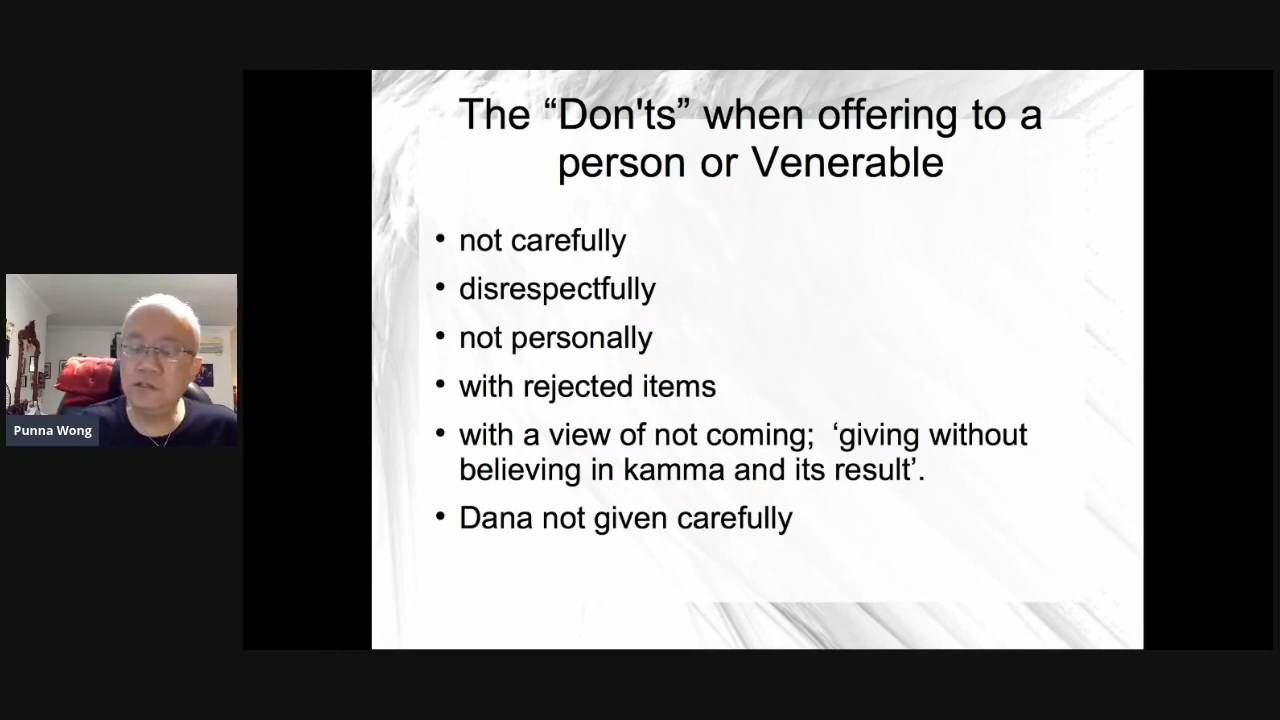 The “Don'ts” when offering to a
person or Venerable
• not carefully
• disrespectfully
• not personally
• with rejected items
• with a view of not coming;  ‘giving without
believing in kamma and its result’.
• Dana not given carefully
Punna Wong